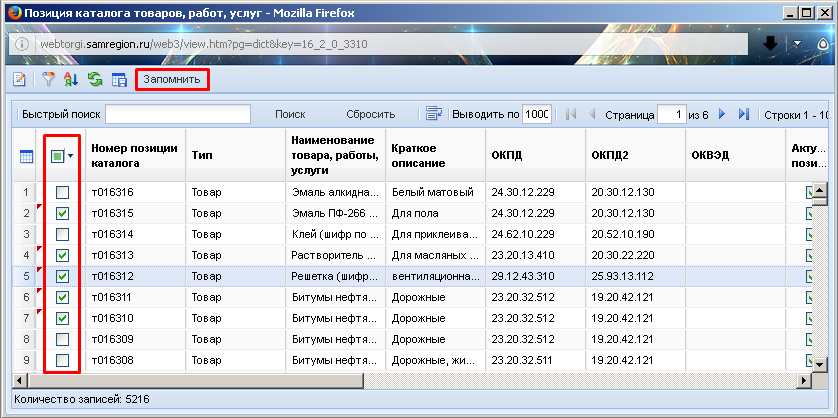 Позиция каталога товаров, работ, услуг - Mozilla Firefox
webtorgi.samregion.ru/web3/view.htm?pg=dict&key=16_2_0_3310
Запомнить
Быстрый поиск Поиск Сбросить Выводить по 1000 Страница 1 из 6 Строки 1 - 10
Номер позиции каталога Тип Наименование товара, работы, услуги Краткое описание ОКПД ОКПД2 ОКВЭД Акту... пози...
1 т016316 Товар Эмаль алкидна... Белый матовый 24.30.12.229 20.30.12.130
2 т016315 Товар Эмаль ПФ-266 ... Для пола 24.30.12.229 20.30.12.130
3 т016314 Товар Клей (шифр по ... Для приклеива... 24.62.10.229 20.52.10.190
4 т016313 Товар Растворитель ... Для масляных ... 23.20.13.410 20.30.22.220
5 т016312 Товар Решетка (шифр... вентиляционна... 29.12.43.310 25.93.13.112
6 т016311 Товар Битумы нефтя... Дорожные 23.20.32.512 19.20.42.121
7 т016310 Товар Битумы нефтя... Дорожные 23.20.32.512 19.20.42.121
8 т016309 Товар Битумы нефтя... Дорожные 23.20.32.512 19.20.42.121
9 т016308 Товар Битумы нефтя... Дорожные, жи... 23.20.32.511 19.20.42.121
Количество записей: 5216